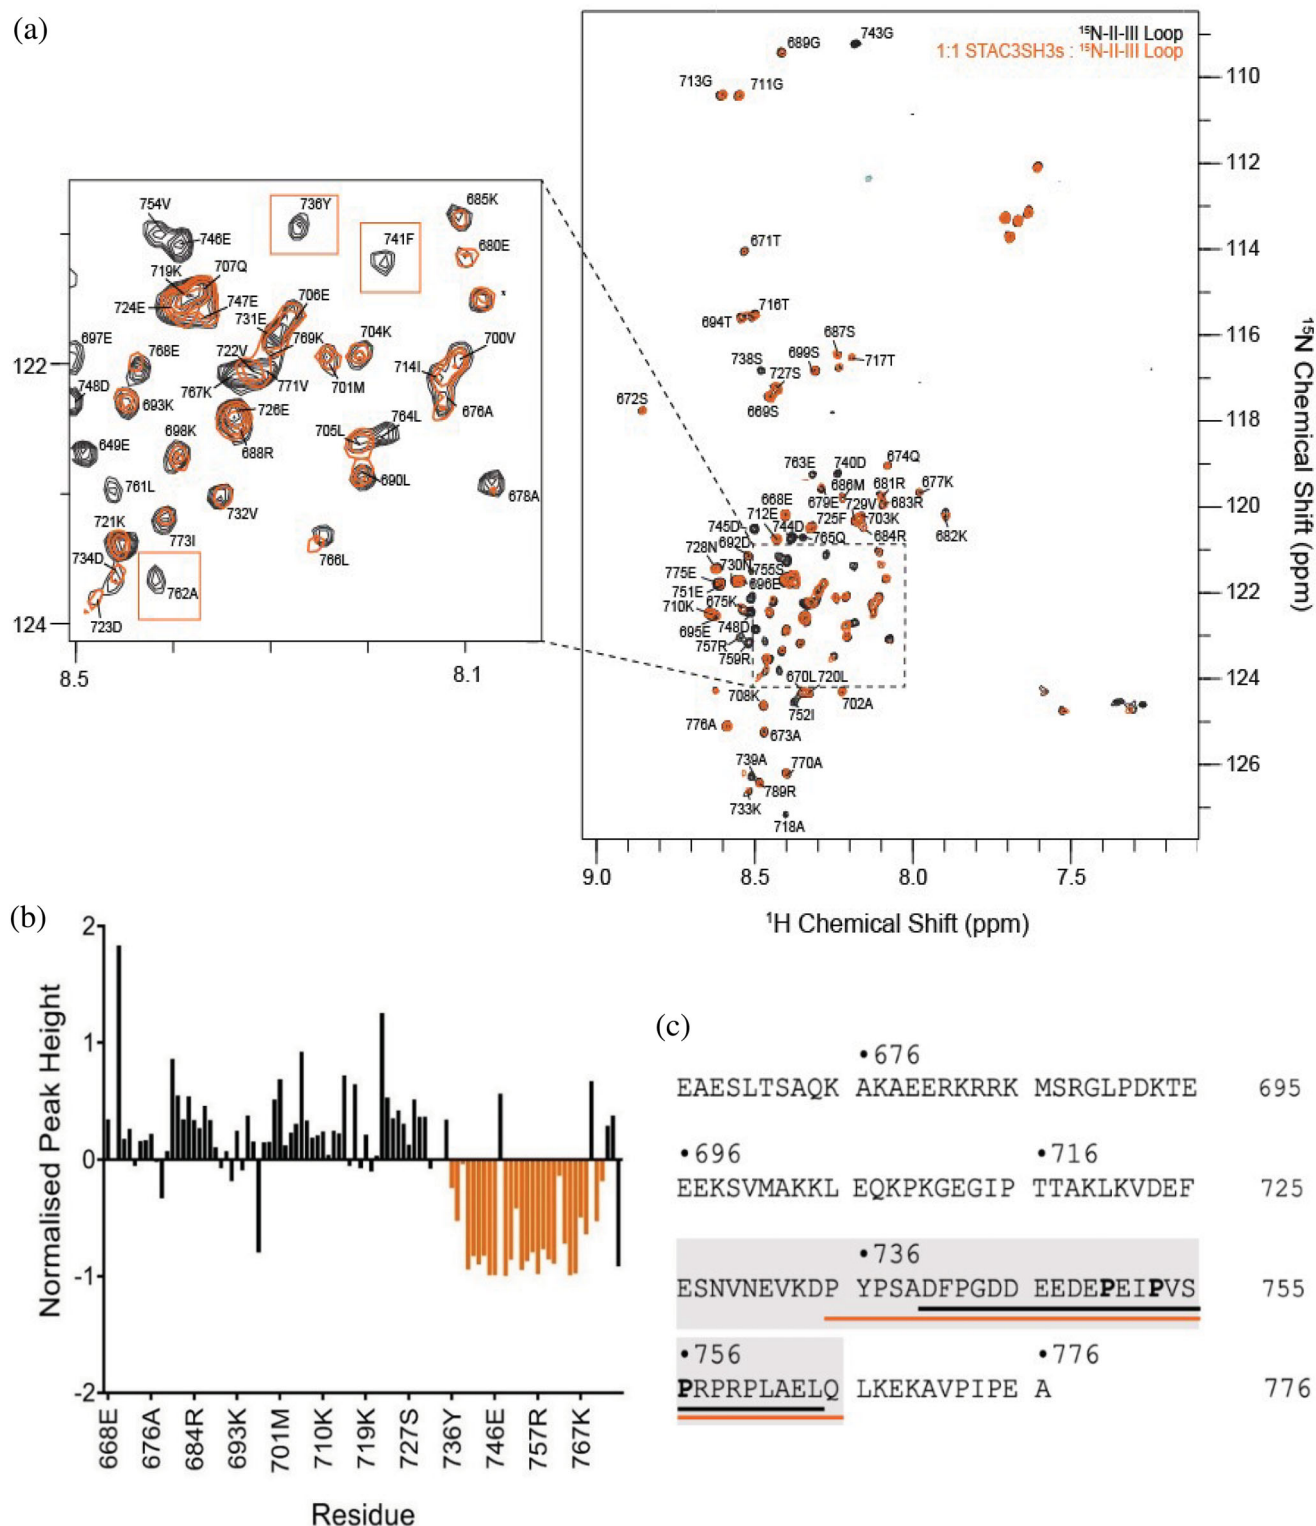 (a)
¹⁵N-II-III Loop
1:1 STAC3SH3s : ¹⁵N-II-III Loop
689G
743G
713G
711G
110
112
114
116
118
120
122
124
126
¹⁵N Chemical Shift (ppm)
671T
694T
716T
687S
738S
699S
717T
727S
672S
669S
763E
740D
674Q
686M
681R
677K
668E
679E
729V
683R
712E
725F
703K
682K
745D
744D
684R
692D
765Q
728N
730N
755S
775E
696E
751E
675K
710K
748D
695E
757R
759R
670L
720L
708K
702A
752I
776A
673A
739A
770A
789R
733K
718A
9.0
8.5
8.0
7.5
¹H Chemical Shift (ppm)
754V
736Y
685K
746E
741F
680E
719K
707Q
724E
747E
706E
731E
697E
769K
704K
700V
768E
722V
122
714I
748D
767K
771V
701M
693K
726E
676A
764L
698K
705L
649E
688R
690L
761L
678A
732V
721K
773I
766L
734D
762A
723D
124
8.5
8.1
(b)
2
1
0
-1
-2
Normalised Peak Height
668E
676A
684R
693K
701M
710K
719K
727S
736Y
746E
757R
767K
Residue
(c)
•676
EAESLTSAQK AKAEERKRRK MSRGLPDKTE 695
•696 •716
EEKSVMAKKL EQKPKGEGIP TTAKLKVDEF 725
•736
ESNVNEVKDP YPSADFPGDD EEDEPEIPVS 755
•756 •776
PRPRPLAELQ LKEKAVPIPE A 776